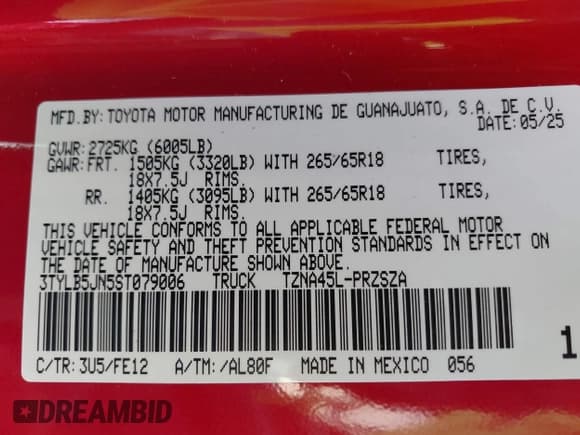 MFD.BY: TOYOTA MOTOR MANUFACTURING DE GUANAJUATO, S.A. DE C.V.
DATE: 05/25
GVWR: 2725KG (6005LB)
GAWR: FRT. 1505KG (3320LB) WITH 265/65R18 TIRES,
18X7.5J RIMS.
RR. 1405KG (3095LB) WITH 265/65R18 TIRES,
18X7.5J RIMS.
THIS VEHICLE CONFORMS TO ALL APPLICABLE FEDERAL MOTOR
VEHICLE SAFETY AND THEFT PREVENTION STANDARDS IN EFFECT ON
THE DATE OF MANUFACTURE SHOWN ABOVE.
3TYLB5JN5ST079006 TRUCK TZNA45L-PRZSZA
1
C/TR: 3U5/FE12 A/TM: /AL80F MADE IN MEXICO 056
DREAMBID